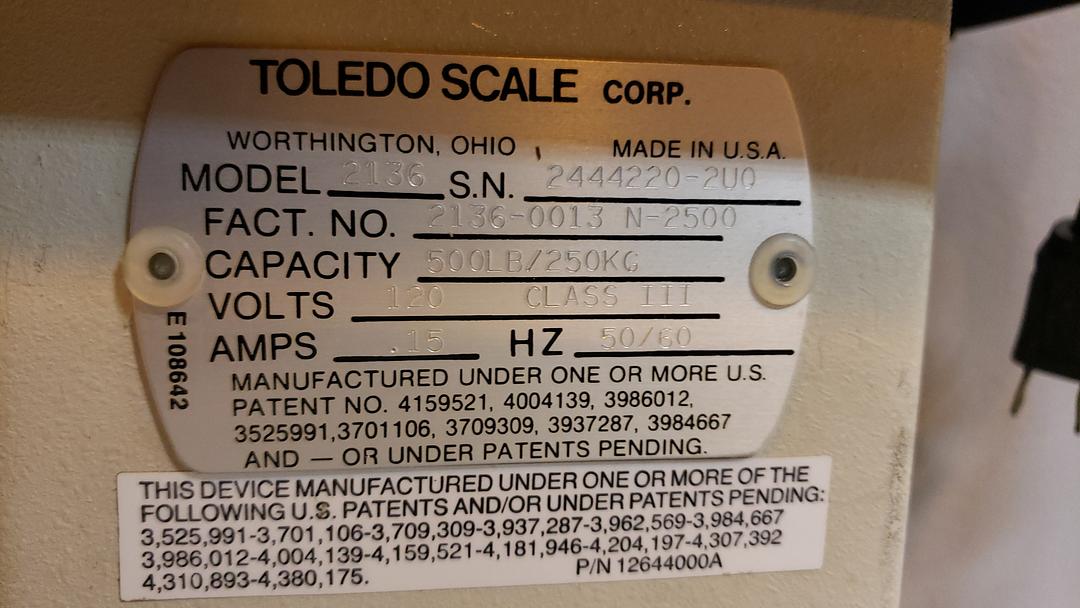 TOLEDO SCALE CORP.
WORTHINGTON, OHIO MADE IN U.S.A.
MODEL 2136 S.N. 2444220-2UO
FACT. NO. 2136-0013 N-2500
CAPACITY 500LB/250KG
VOLTS 120 CLASS III
AMPS .15 HZ 50/60
E 108642
MANUFACTURED UNDER ONE OR MORE U.S.
PATENT NO. 4159521, 4004139, 3986012,
3525991,3701106, 3709309, 3937287, 3984667
AND — OR UNDER PATENTS PENDING.
THIS DEVICE MANUFACTURED UNDER ONE OR MORE OF THE
FOLLOWING U.S. PATENTS AND/OR UNDER PATENTS PENDING:
3,525,991-3,701,106-3,709,309-3,937,287-3,962,569-3,984,667
3,986,012-4,004,139-4,159,521-4,181,946-4,204,197-4,307,392
4,310,893-4,380,175. P/N 12644000A